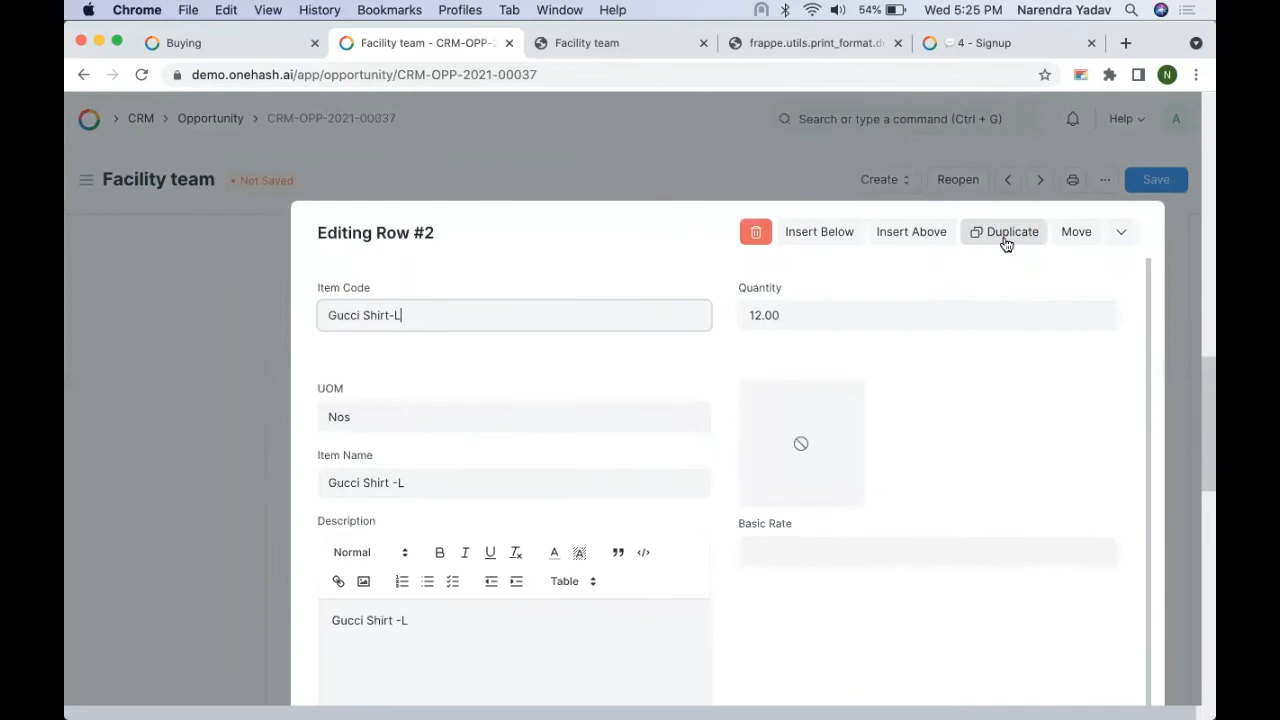 Chrome File Edit View History Bookmarks Profiles Tab Window Help 54% Wed 5:25 PM Narendra Yadav
Buying Facility team - CRM-OPP-2 Facility team frappe.utils.print_format.d 4 - Signup
demo.onehash.ai/app/opportunity/CRM-OPP-2021-00037 N
CRM Opportunity CRM-OPP-2021-00037 Search or type a command (Ctrl + G) Help A
Facility team • Not Saved Create Reopen ... Save
Editing Row #2 Insert Below Insert Above Duplicate Move
Item Code Quantity
Gucci Shirt-L 12.00
UOM
Nos
Item Name
Gucci Shirt -L
Description Basic Rate
Normal B I U Tx A A ” </>
Table
Gucci Shirt -L